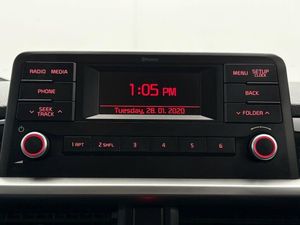 Bluetooth
RADIO MEDIA
MENU SETUP
CLOCK
1:05 PM
PHONE
BACK
Tuesday, 28. 01. 2020
SEEK
TRACK
FOLDER
1 RPT 2 SHFL 3 4 5 6